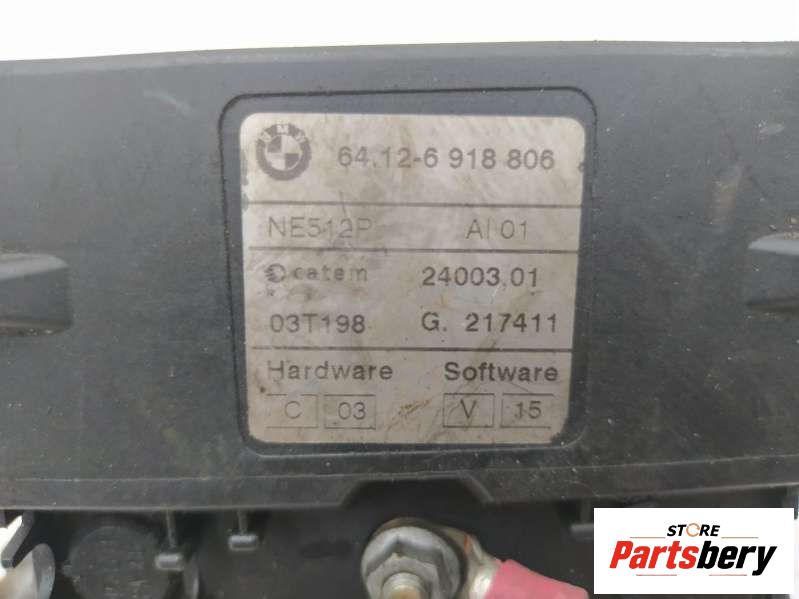 BMW
64.12-6 918 806
NE512P AI 01
catem 24003.01
03T198 G. 217411
Hardware Software
C 03 V 15
STORE
Partsbery